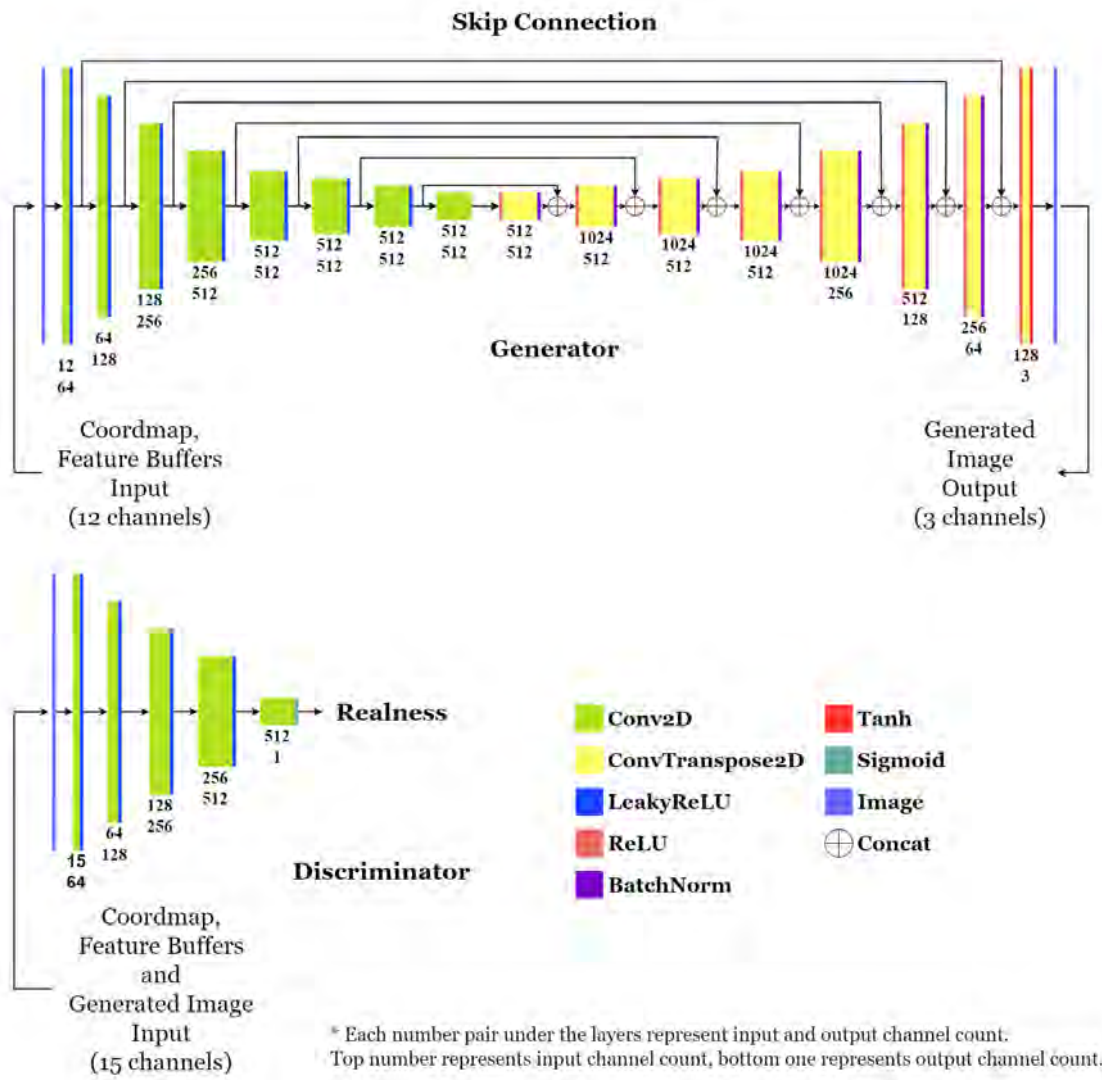 Skip Connection
12
64
64
128
128
256
256
512
512
512
512
512
512
512
512
512
512
512
1024
512
1024
512
1024
512
1024
256
512
128
256
64
128
3
Generator
Coordmap,
Feature Buffers
Input
(12 channels)
Generated
Image
Output
(3 channels)
15
64
64
128
128
256
256
512
512
1
Realness
Discriminator
Coordmap,
Feature Buffers
and
Generated Image
Input
(15 channels)
Conv2D
ConvTranspose2D
LeakyReLU
ReLU
BatchNorm
Tanh
Sigmoid
Image
Concat
* Each number pair under the layers represent input and output channel count.
Top number represents input channel count, bottom one represents output channel count.